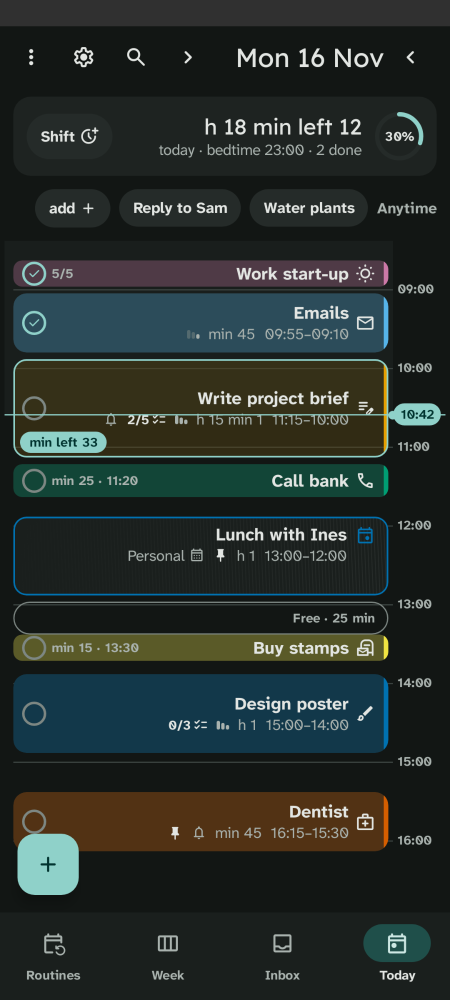 Mon 16 Nov
h 18 min left 12
today · bedtime 23:00 · 2 done
30%
Shift
Anytime
Water plants
Reply to Sam
add +
09:00
Work start-up
5/5
Emails
min 45 09:55–09:10
10:00
Write project brief
2/5 h 15 min 1 11:15–10:00
10:42
min left 33
11:00
Call bank
min 25 · 11:20
12:00
Lunch with Ines
Personal h 1 13:00–12:00
13:00
Free · 25 min
Buy stamps
min 15 · 13:30
14:00
Design poster
0/3 h 1 15:00–14:00
15:00
Dentist
min 45 16:15–15:30
16:00
+
Routines
Week
Inbox
Today